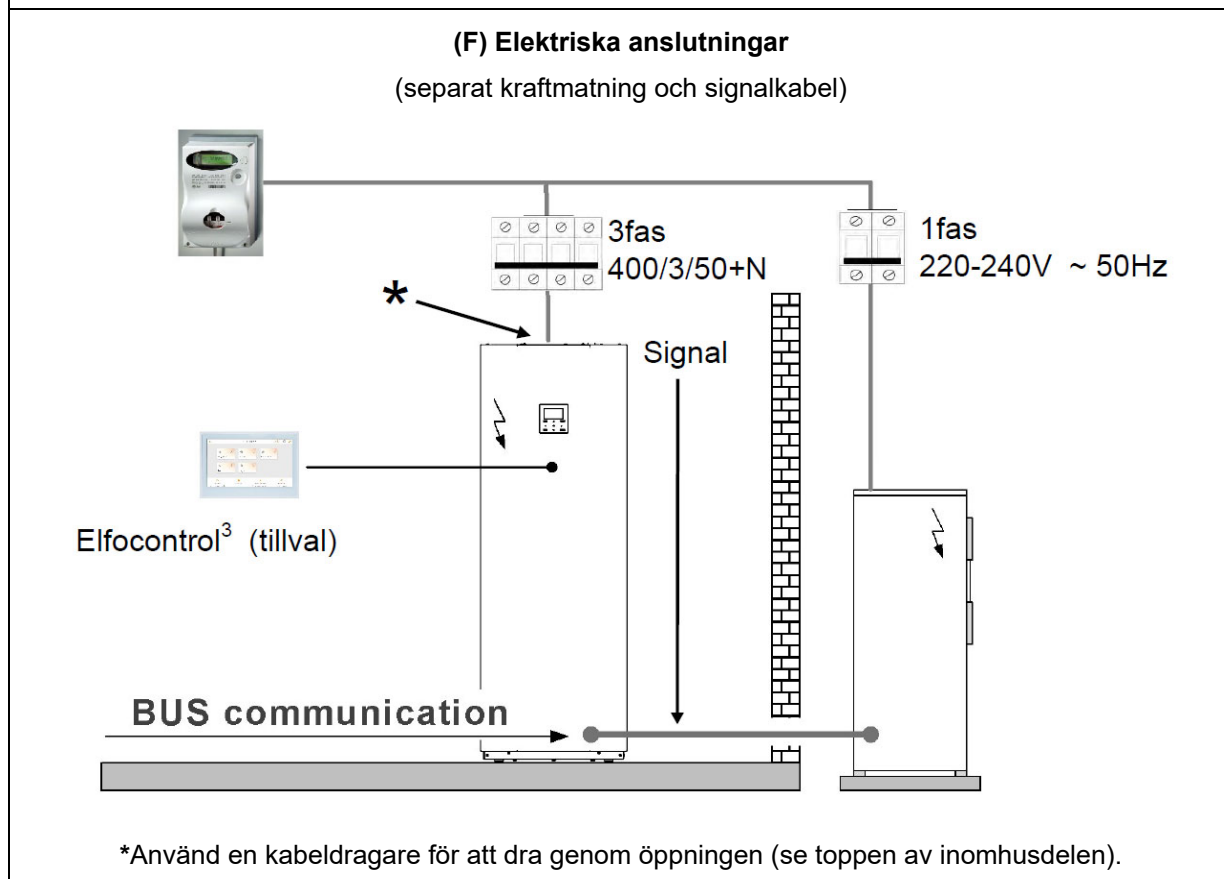 (F) Elektriska anslutningar
(separat kraftmatning och signalkabel)
3fas
400/3/50+N
1fas
220-240V ~ 50Hz
*
Signal
Elfocontrol³ (tillval)
BUS communication
*Använd en kabeldragare för att dra genom öppningen (se toppen av inomhusdelen).